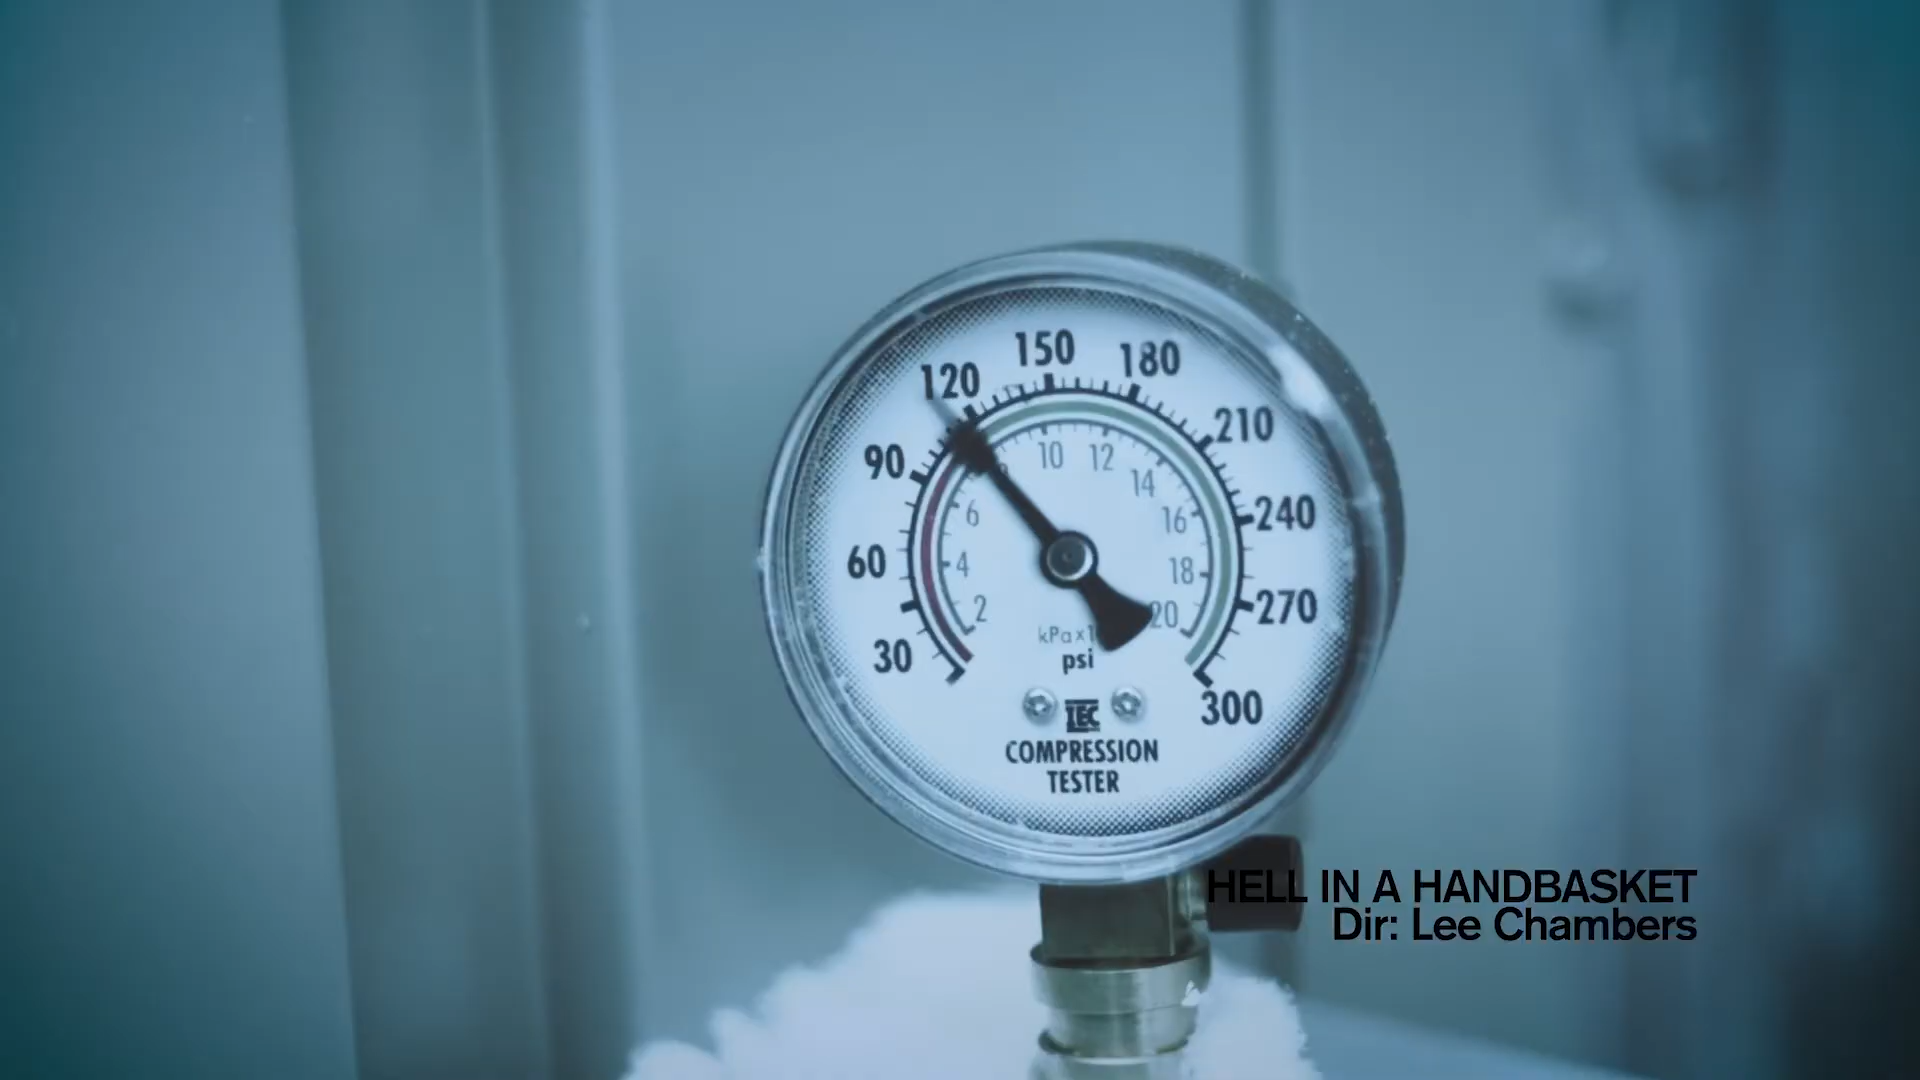 150
120
180
210
90
10
12
14
6
16
240
60
4
18
2
20
270
kPa x
psi
30
300
TEC
COMPRESSION
TESTER
HELL IN A HANDBASKET
Dir: Lee Chambers